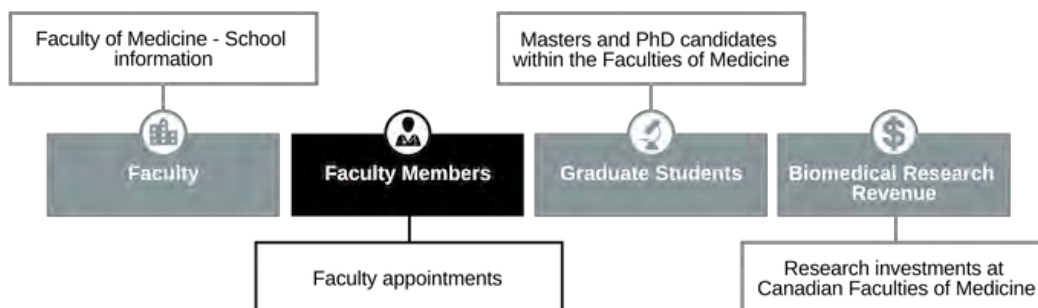 Faculty of Medicine - School
information
Masters and PhD candidates
within the Faculties of Medicine
Faculty
Faculty Members
Graduate Students
Biomedical Research
Revenue
Faculty appointments
Research investments at
Canadian Faculties of Medicine